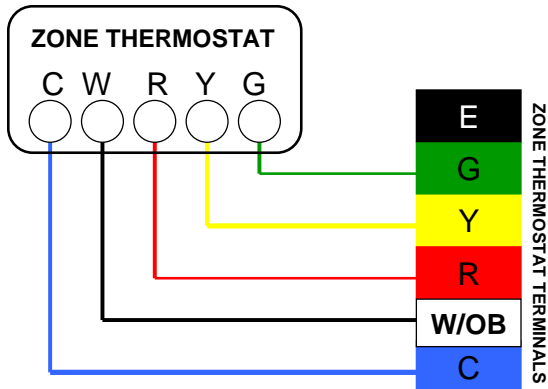 ZONE THERMOSTAT
C W R Y G
E
G
Y
R
W/OB
C
ZONE THERMOSTAT TERMINALS